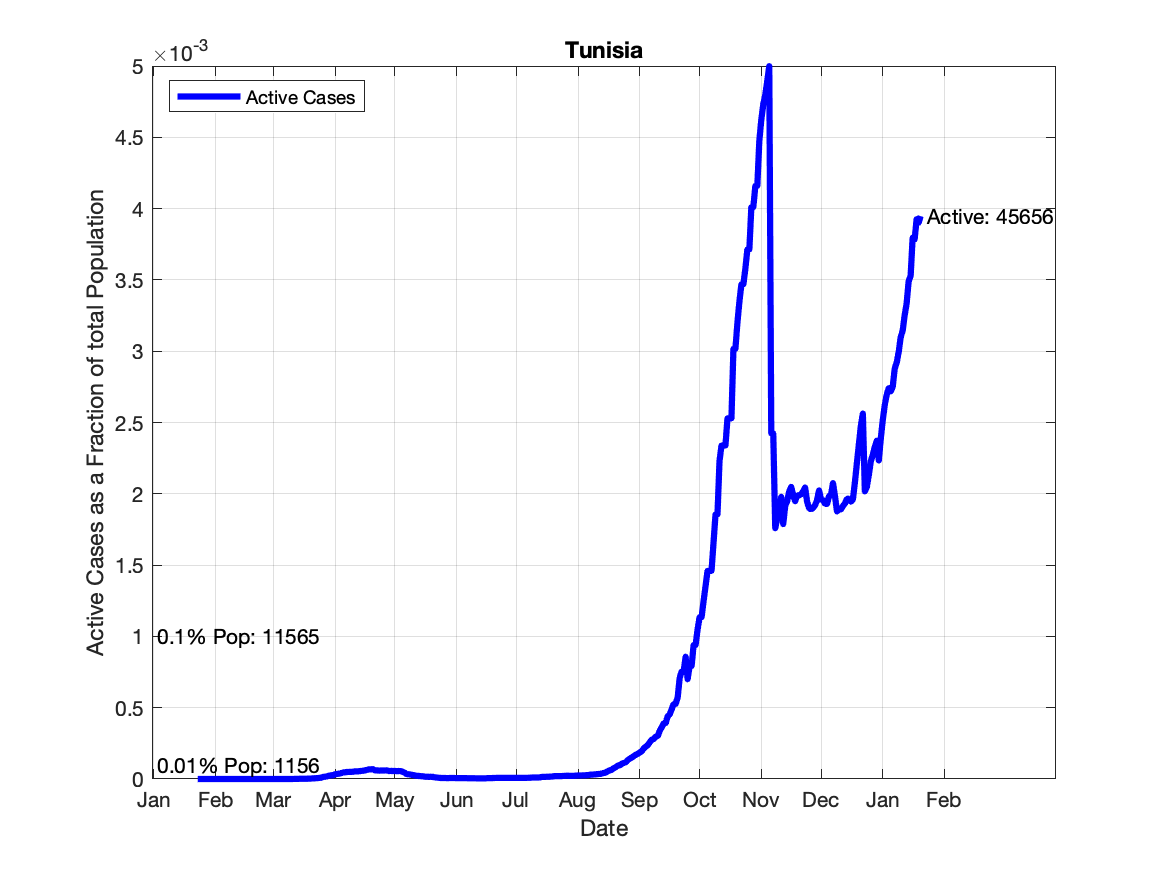 Tunisia
×10-3
5
4.5
4
3.5
3
2.5
2
1.5
1
0.5
0
Active Cases
Active: 45656
0.1% Pop: 11565
0.01% Pop: 1156
Active Cases as a Fraction of total Population
Jan Feb Mar Apr May Jun Jul Aug Sep Oct Nov Dec Jan Feb
Date